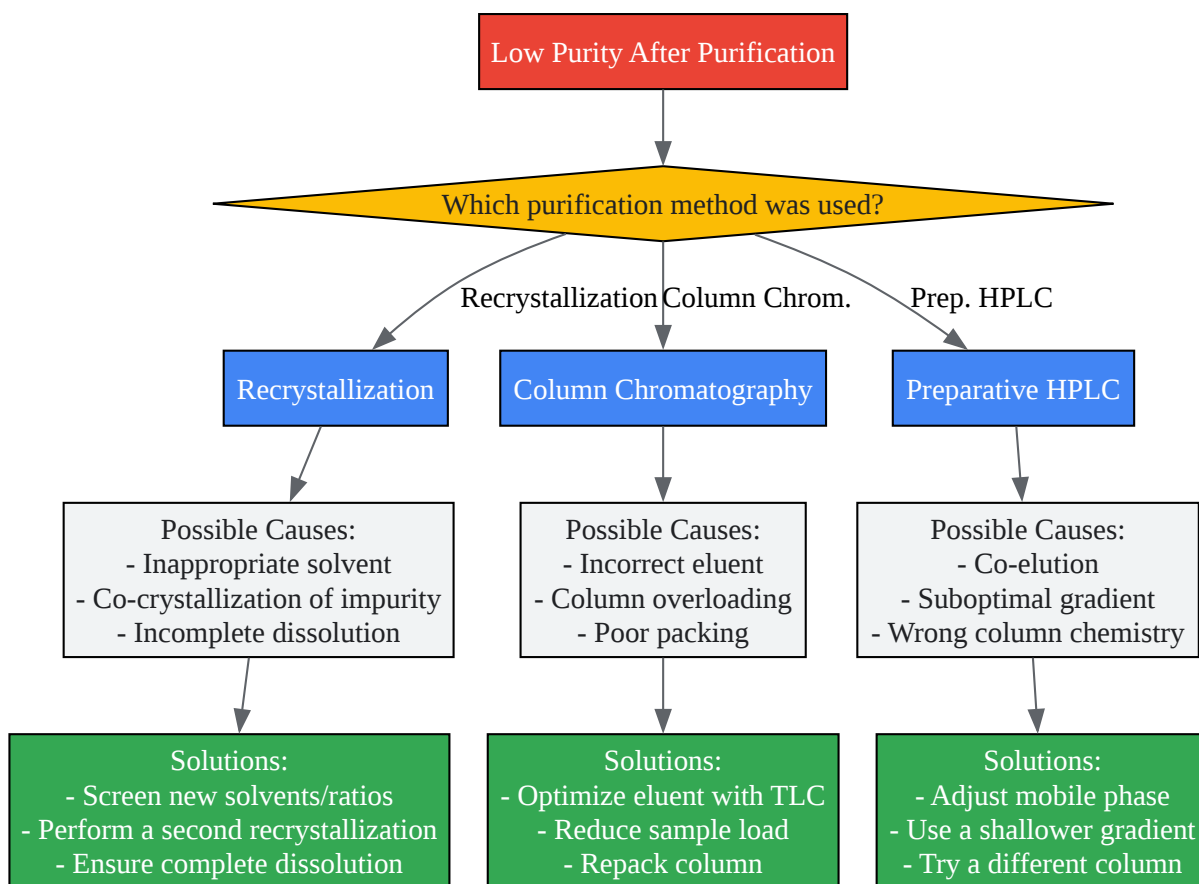 Low Purity After Purification
Which purification method was used?
Recrystallization
Column Chrom.
Prep. HPLC
Recrystallization
Column Chromatography
Preparative HPLC
Possible Causes:
- Inappropriate solvent
- Co-crystallization of impurity
- Incomplete dissolution
Possible Causes:
- Incorrect eluent
- Column overloading
- Poor packing
Possible Causes:
- Co-elution
- Suboptimal gradient
- Wrong column chemistry
Solutions:
- Screen new solvents/ratios
- Perform a second recrystallization
- Ensure complete dissolution
Solutions:
- Optimize eluent with TLC
- Reduce sample load
- Repack column
Solutions:
- Adjust mobile phase
- Use a shallower gradient
- Try a different column